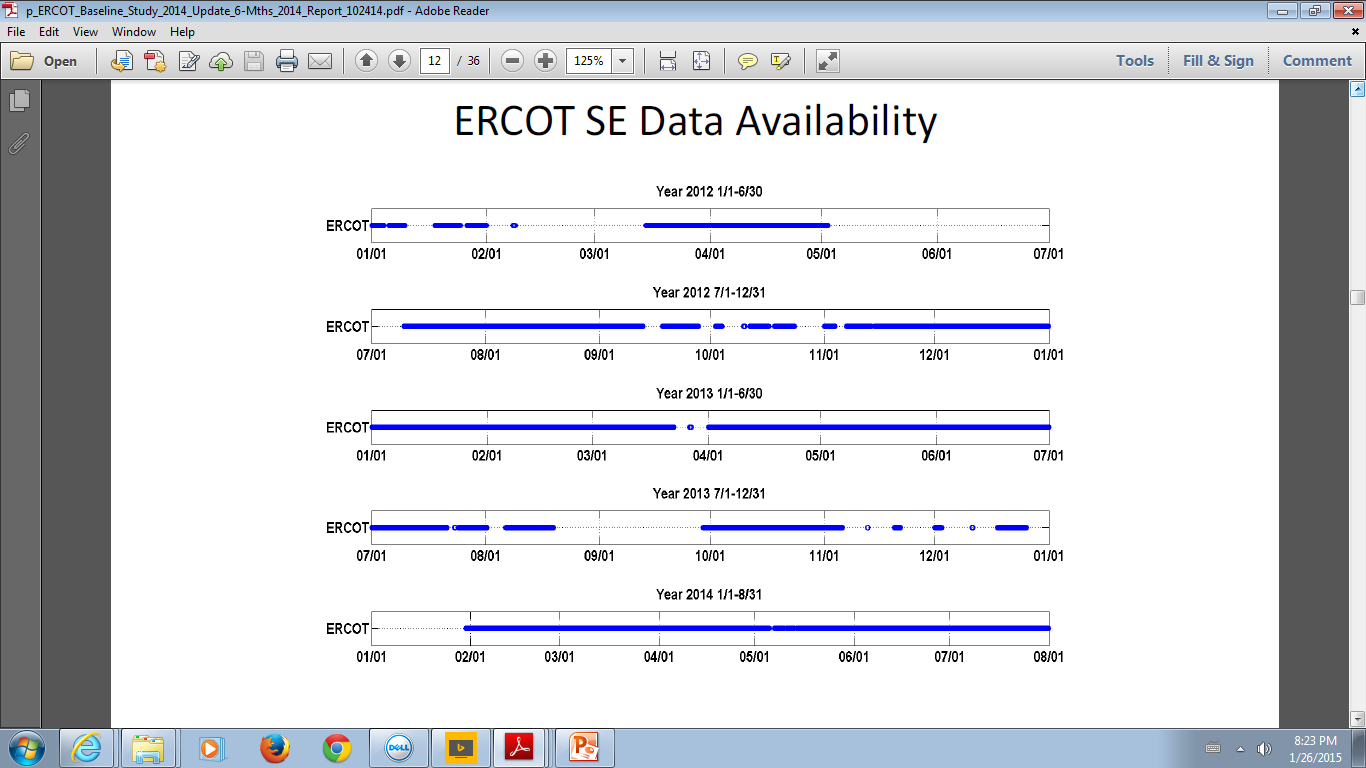 p_ERCOT_Baseline_Study_2014_Update_6-Mths_2014_Report_102414.pdf - Adobe Reader
File Edit View Window Help
Open 12 / 36 125% Tools Fill & Sign Comment
ERCOT SE Data Availability
Year 2012 1/1-6/30
ERCOT
01/01 02/01 03/01 04/01 05/01 06/01 07/01
Year 2012 7/1-12/31
ERCOT
07/01 08/01 09/01 10/01 11/01 12/01 01/01
Year 2013 1/1-6/30
ERCOT
01/01 02/01 03/01 04/01 05/01 06/01 07/01
Year 2013 7/1-12/31
ERCOT
07/01 08/01 09/01 10/01 11/01 12/01 01/01
Year 2014 1/1-8/31
ERCOT
01/01 02/01 03/01 04/01 05/01 06/01 07/01 08/01
DELL
8:23 PM
1/26/2015